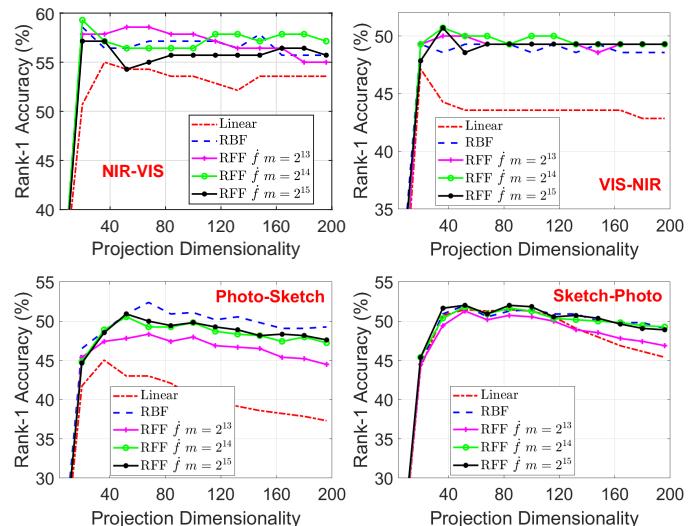 60
55
50
45
40
0
40
80
120
160
200
Rank-1 Accuracy (%)
Projection Dimensionality
NIR-VIS
Linear
RBF
RFF ḟ m = 2^13
RFF ḟ m = 2^14
RFF ḟ m = 2^15
50
45
40
35
0
40
80
120
160
200
Rank-1 Accuracy (%)
Projection Dimensionality
VIS-NIR
Linear
RBF
RFF ḟ m = 2^13
RFF ḟ m = 2^14
RFF ḟ m = 2^15
55
50
45
40
35
30
0
40
80
120
160
200
Rank-1 Accuracy (%)
Projection Dimensionality
Photo-Sketch
Linear
RBF
RFF ḟ m = 2^13
RFF ḟ m = 2^14
RFF ḟ m = 2^15
55
50
45
40
35
30
0
40
80
120
160
200
Rank-1 Accuracy (%)
Projection Dimensionality
Sketch-Photo
Linear
RBF
RFF ḟ m = 2^13
RFF ḟ m = 2^14
RFF ḟ m = 2^15